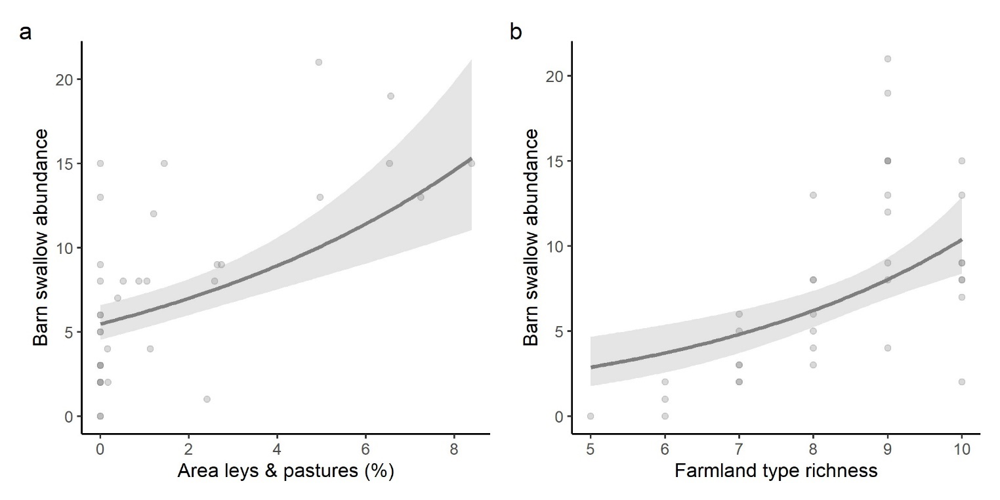 a
Barn swallow abundance
20
15
10
5
0
0 2 4 6 8
Area leys & pastures (%)
b
Barn swallow abundance
20
15
10
5
0
5 6 7 8 9 10
Farmland type richness